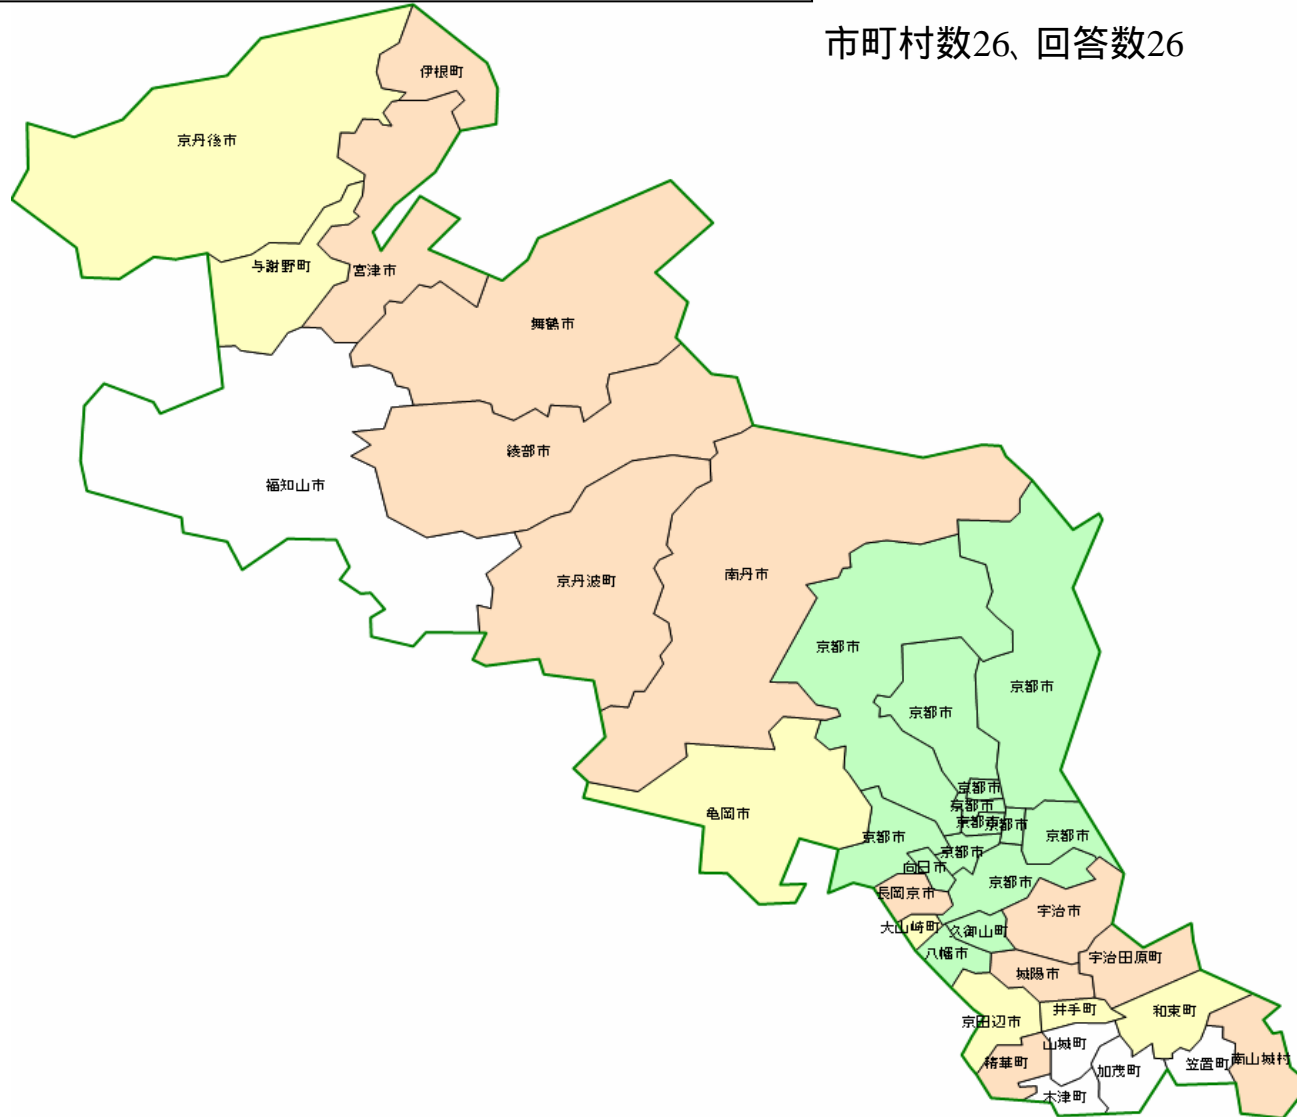 市町村数26、回答数26
伊根町
京丹後市
与謝野町
宮津市
舞鶴市
綾部市
福知山市
京丹波町
南丹市
京都市
京都市
京都市
京都市
京都市
京都市
京都市
亀岡市
京都市
京都市
京都市
向日市
京都市
長岡京市
宇治市
大山崎町
久御山町
八幡市
宇治田原町
城陽市
井手町
和束町
京田辺市
山城町
精華町
加茂町
笠置町
南山城村
木津町